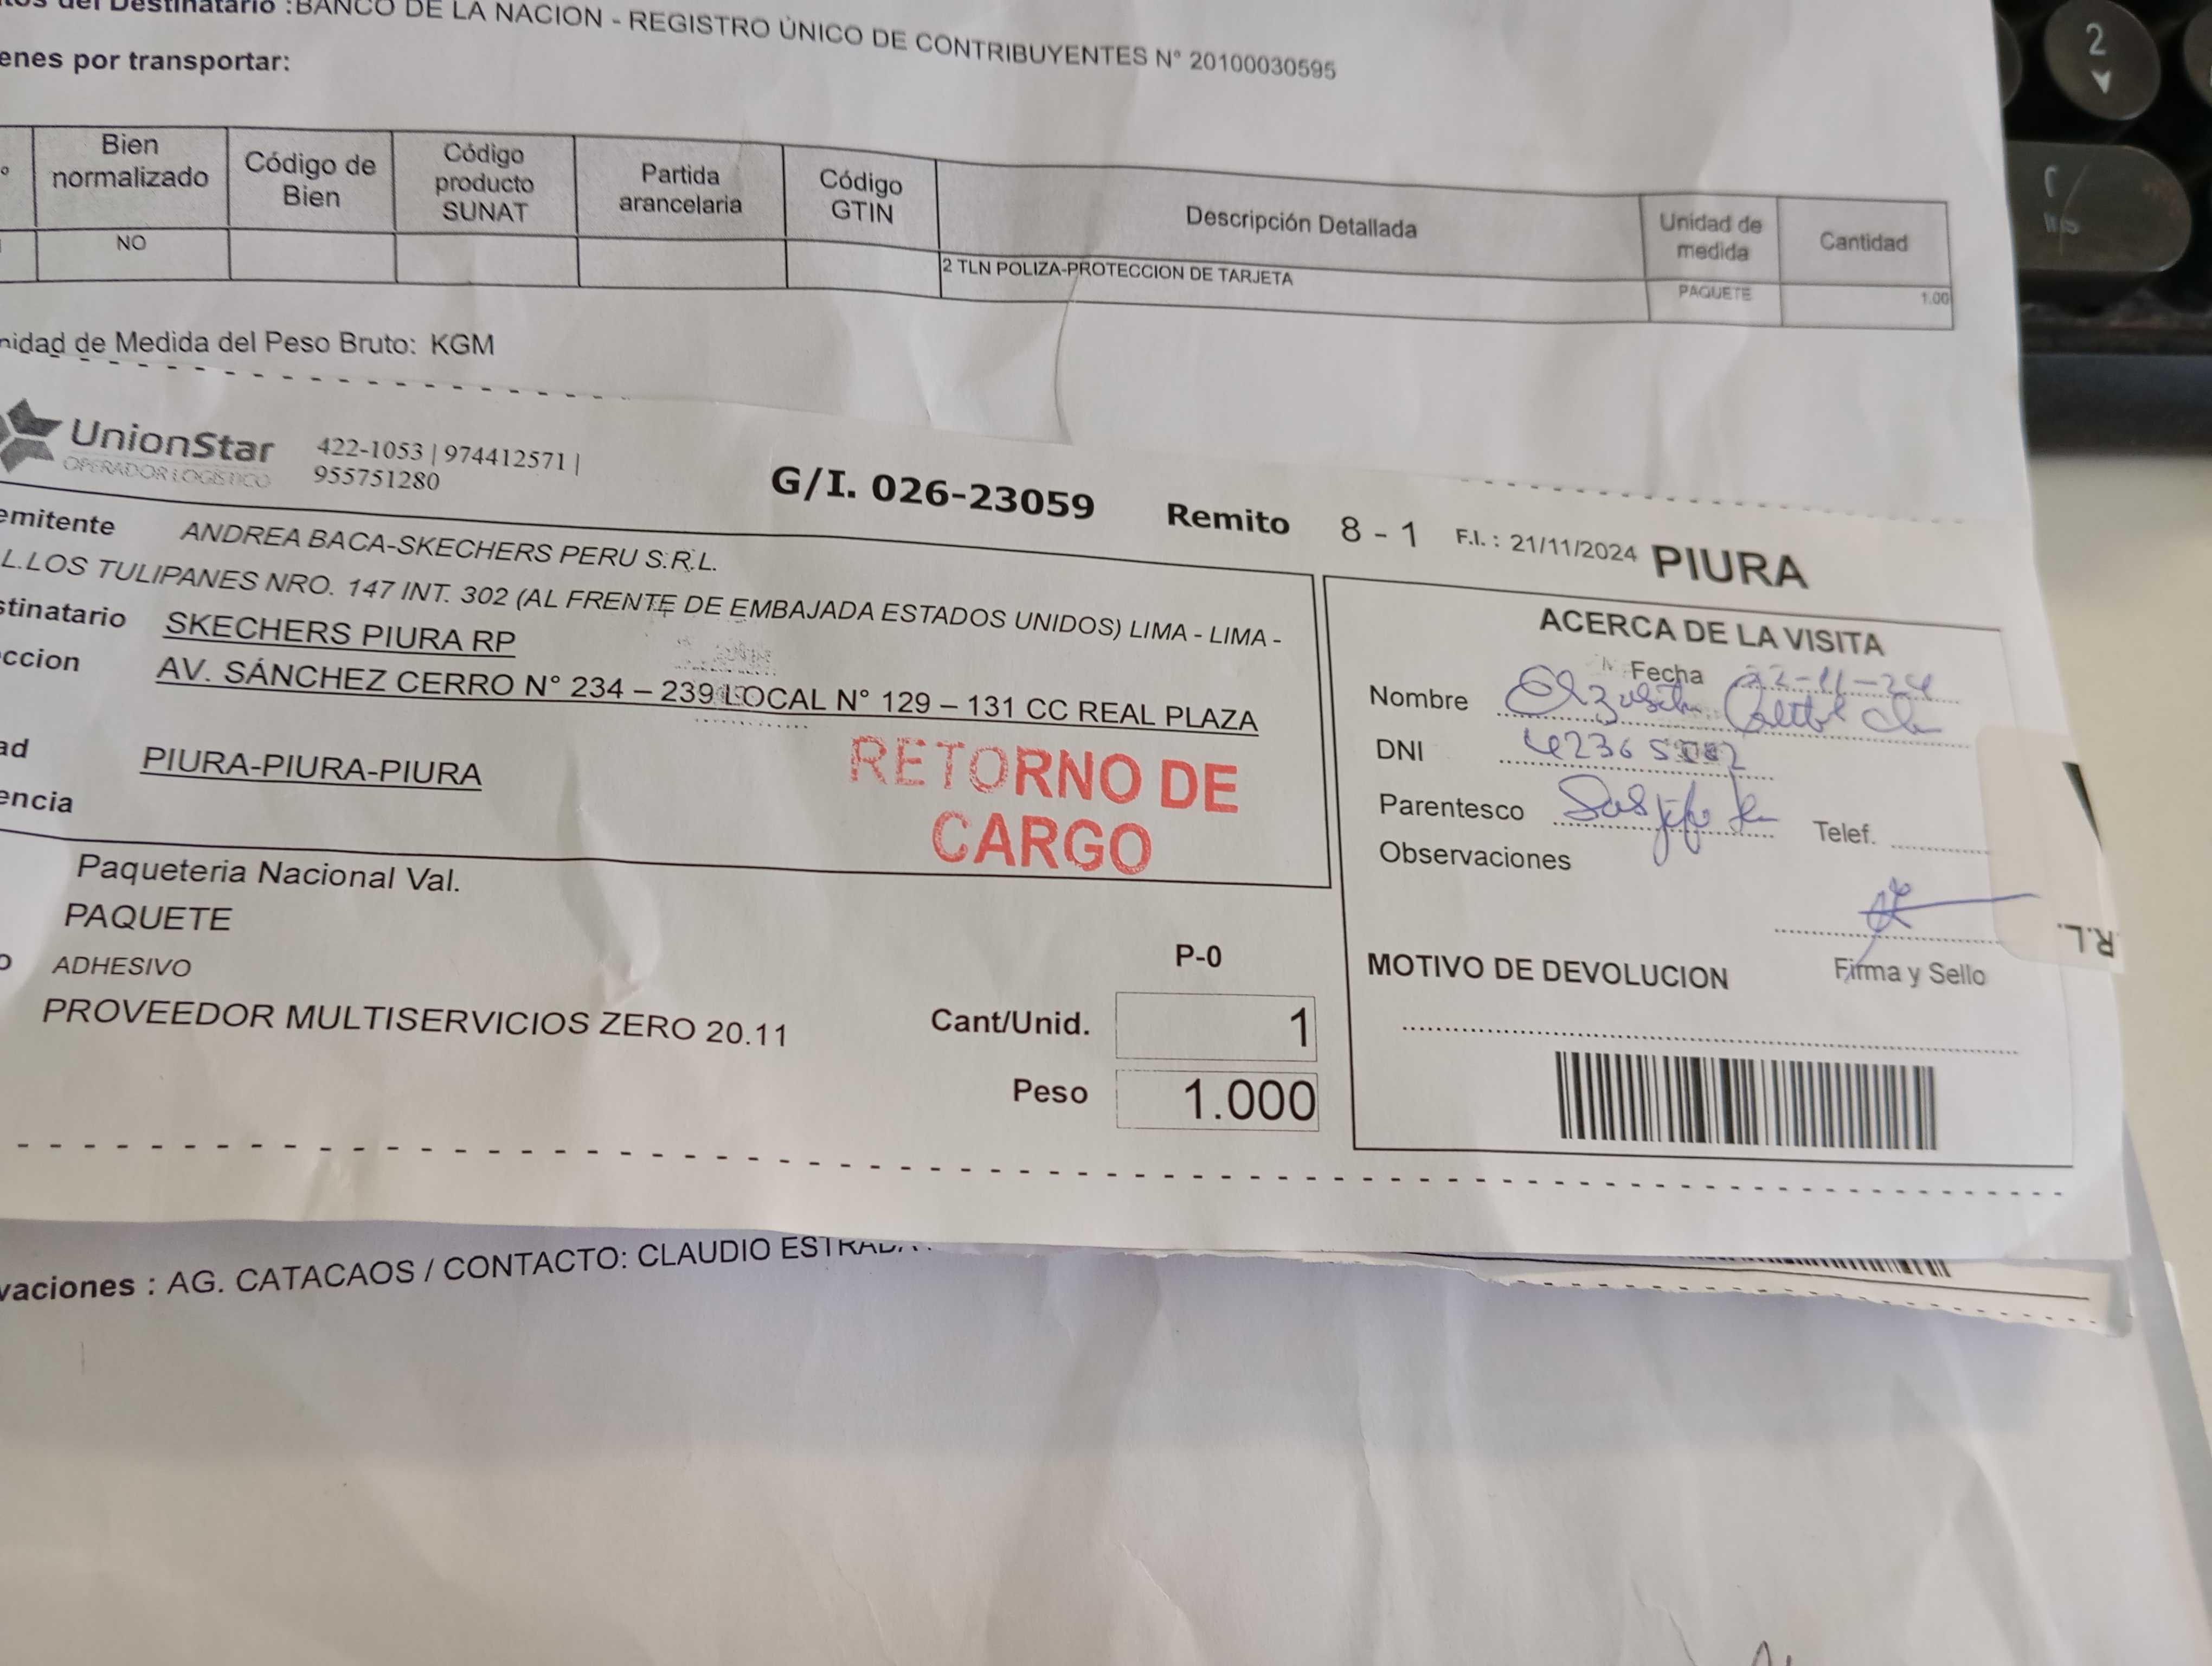 Destinatario :BANCO DE LA NACION - REGISTRO ÚNICO DE CONTRIBUYENTES N° 20100030595
enes por transportar:
Bien normalizado
Código de Bien
Código producto SUNAT
Partida arancelaria
Código GTIN
Descripción Detallada
Unidad de medida
Cantidad
NO
2 TLN POLIZA-PROTECCION DE TARJETA
PAQUETE
1.00
nidad de Medida del Peso Bruto: KGM
UnionStar
OPERADOR LOGÍSTICO
422-1053 | 974412571 |
955751280
G/I. 026-23059 Remito 8 - 1 F.I. : 21/11/2024 PIURA
emitente ANDREA BACA-SKECHERS PERU S.R.L.
L.LOS TULIPANES NRO. 147 INT. 302 (AL FRENTE DE EMBAJADA ESTADOS UNIDOS) LIMA - LIMA -
stinatario SKECHERS PIURA RP
ccion AV. SÁNCHEZ CERRO N° 234 – 239 LOCAL N° 129 – 131 CC REAL PLAZA
ad PIURA-PIURA-PIURA
encia
RETORNO DE
CARGO
Paqueteria Nacional Val.
PAQUETE
o ADHESIVO
PROVEEDOR MULTISERVICIOS ZERO 20.11
P-0
Cant/Unid. 1
Peso 1.000
ACERCA DE LA VISITA
Fecha 22-11-24
Nombre
DNI
Parentesco
Telef.
Observaciones
Firma y Sello
MOTIVO DE DEVOLUCION
R.L.
vaciones : AG. CATACAOS / CONTACTO: CLAUDIO
2